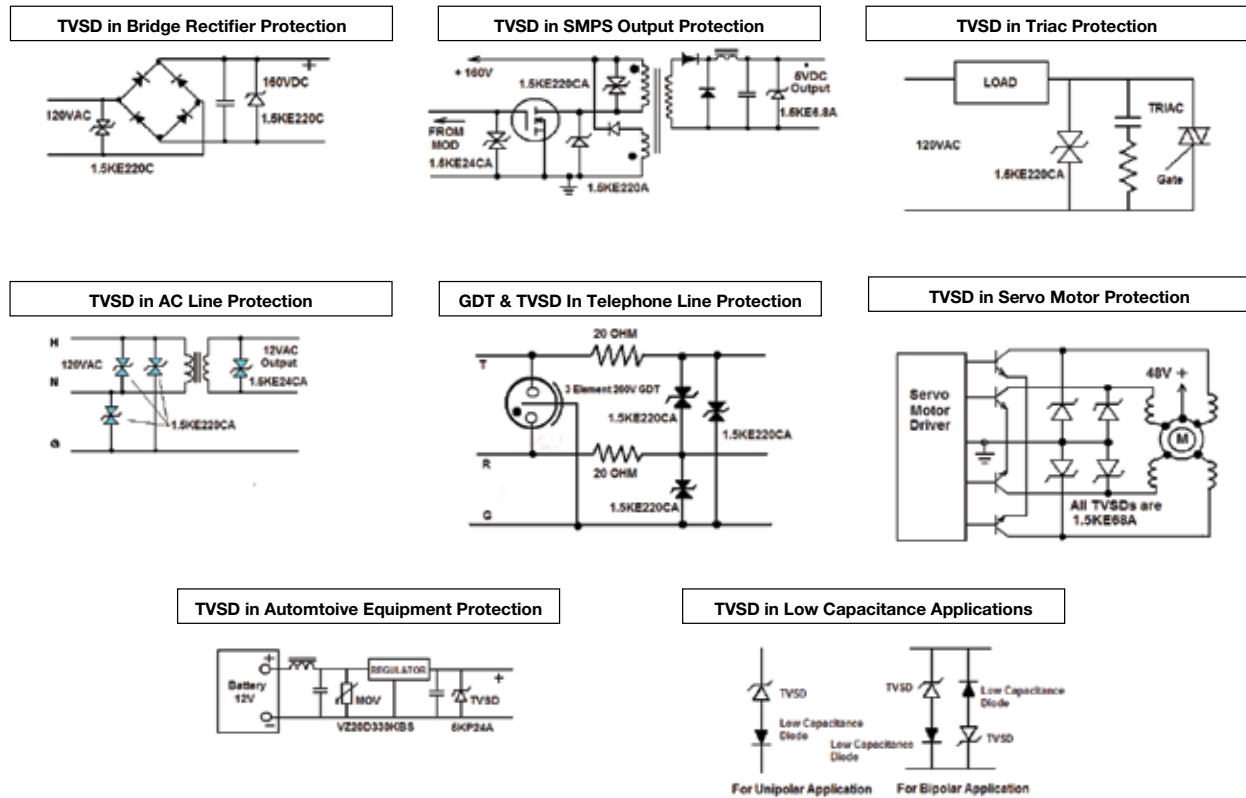 TVSD in Bridge Rectifier Protection
120VAC
160VDC
+
1.5KE220C
1.5KE220C
TVSD in SMPS Output Protection
+ 160V
1.5KE220CA
FROM
MOD
1.5KE24CA
1.5KE220A
5VDC
Output
1.5KE6.8A
TVSD in Triac Protection
LOAD
TRIAC
120VAC
1.5KE220CA
Gate
TVSD in AC Line Protection
H
120VAC
N
G
12VAC
Output
1.5KE24CA
1.5KE220CA
GDT & TVSD In Telephone Line Protection
20 OHM
T
3 Element 260V GDT
1.5KE220CA
1.5KE220CA
R
20 OHM
1.5KE220CA
G
TVSD in Servo Motor Protection
Servo
Motor
Driver
48V +
M
All TVSDs are
1.5KE68A
TVSD in Automtoive Equipment Protection
+
Battery
12V
-
REGULATOR
+
MOV
TVSD
VZ20D330KBS
5KP24A
TVSD in Low Capacitance Applications
TVSD
Low Capacitance
Diode
For Unipolar Application
TVSD
Low Capacitance
Diode
Low Capacitance
Diode
TVSD
For Bipolar Application